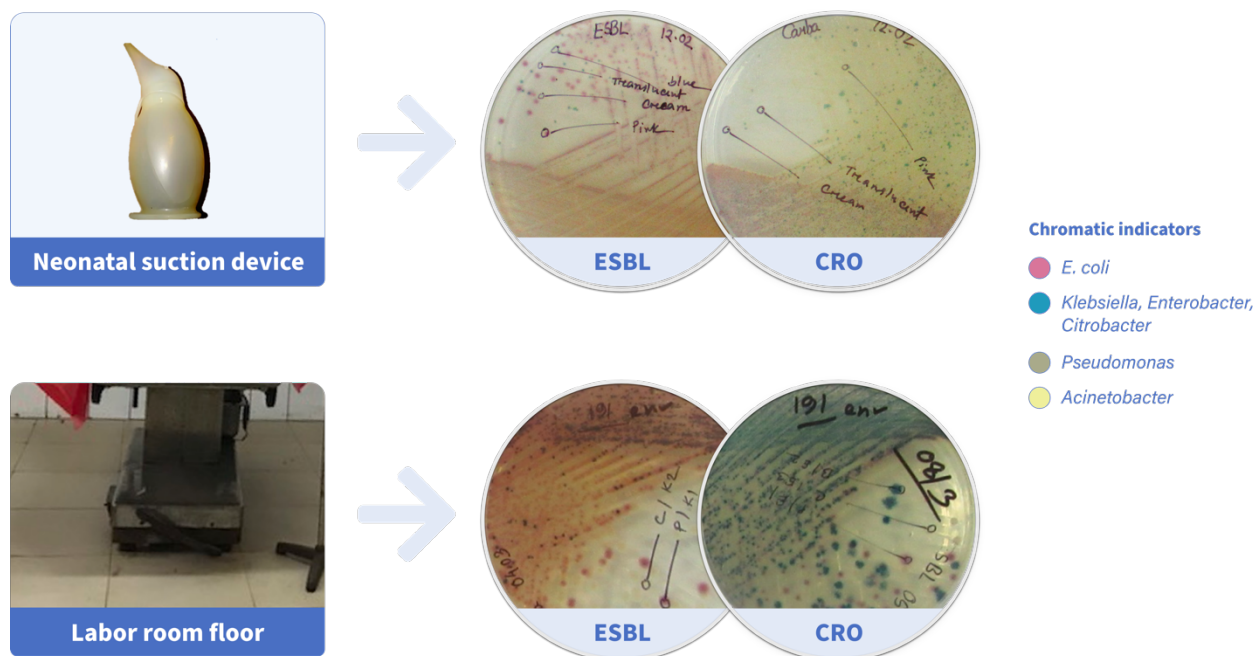 ESBL 12.02
blue
Translucent
Cream
Pink
ESBL
Carba 12.02
Pink
Translucent
Cream
CRO
Neonatal suction device
Chromatic indicators
E. coli
Klebsiella, Enterobacter,
Citrobacter
Pseudomonas
Acinetobacter
191 env
C/K2
P/K1
ESBL
191 env
CRO
Labor room floor